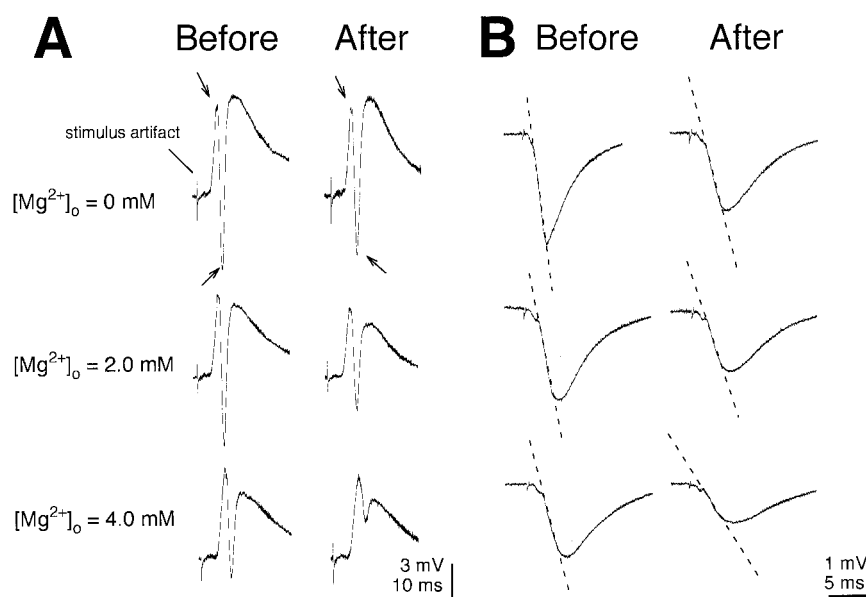 A
Before
After
B
Before
After
stimulus artifact
[Mg²⁺]ₒ = 0 mM
[Mg²⁺]ₒ = 2.0 mM
[Mg²⁺]ₒ = 4.0 mM
3 mV
10 ms
1 mV
5 ms